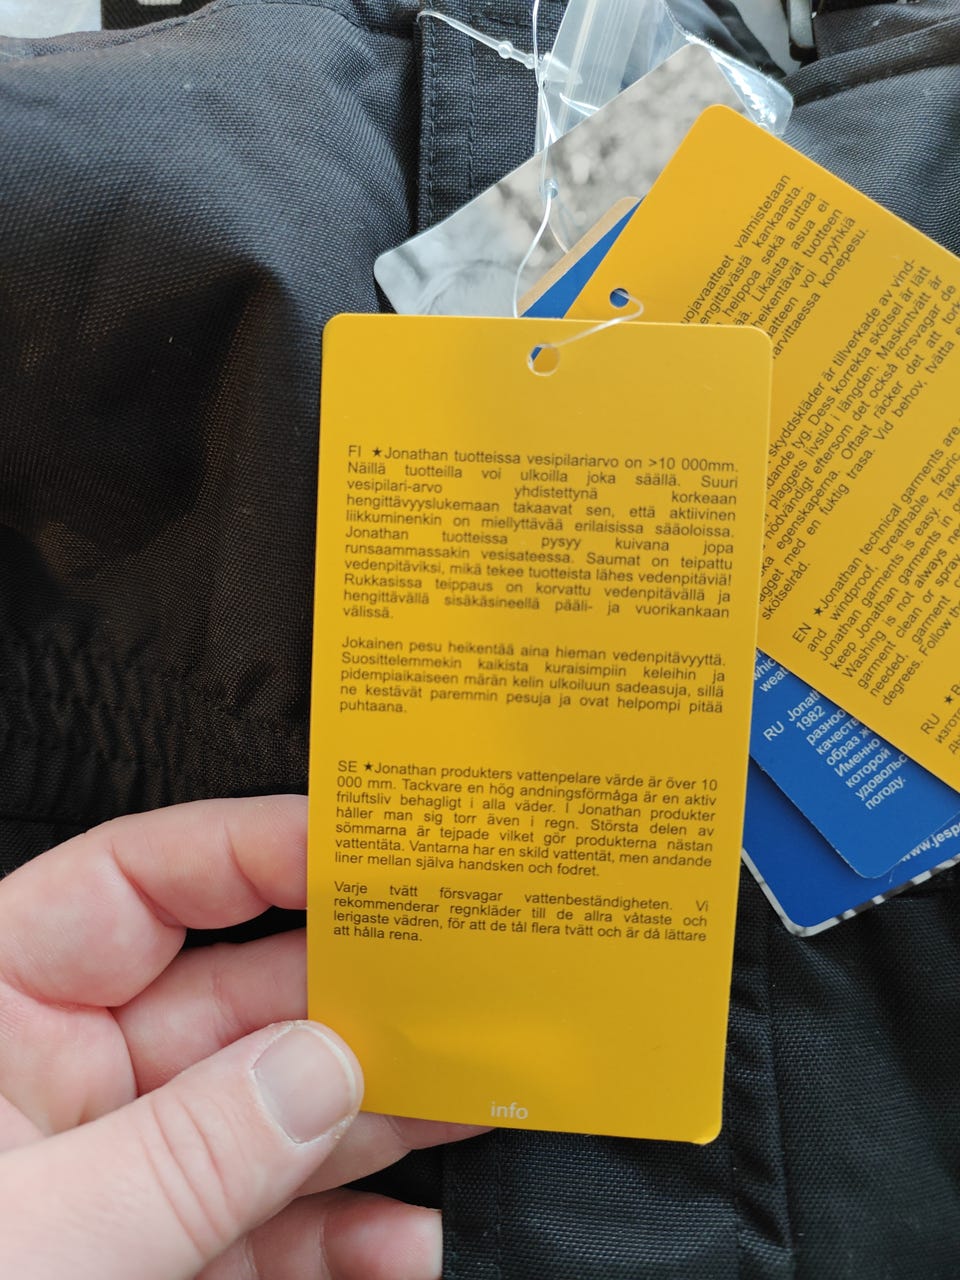 FI ★Jonathan tuotteissa vesipilariarvo on >10 000mm.
Näillä tuotteilla voi ulkoilla joka säällä. Suuri
vesipilari-arvo yhdistettynä korkeaan
hengittävyyslukemaan takaavat sen, että aktiivinen
liikkuminenkin on miellyttävää erilaisissa sääoloissa.
Jonathan tuotteissa pysyy kuivana jopa
runsaammassakin vesisateessa. Saumat on teipattu
vedenpitäviksi, mikä tekee tuotteista lähes vedenpitäviä!
Rukkasissa teippaus on korvattu vedenpitävällä ja
hengittävällä sisäkäsineellä pääli- ja vuorikankaan
välissä.
Jokainen pesu heikentää aina hieman vedenpitävyyttä.
Suosittelemmekin kaikista kuraisimpiin keleihin ja
pidempiaikaiseen märän kelin ulkoiluun sadeasuja, sillä
ne kestävät paremmin pesuja ja ovat helpompi pitää
puhtaana.
SE ★Jonathan produkters vattenpelare värde är över 10
000 mm. Tackvare en hög andningsförmåga är en aktiv
friluftsliv behagligt i alla väder. I Jonathan produkter
håller man sig torr även i regn. Största delen av
sömmarna är tejpade vilket gör produkterna nästan
vattentäta. Vantarna har en skild vattentät, men andande
liner mellan själva handsken och fodret.
Varje tvätt försvagar vattenbeständigheten. Vi
rekommenderar regnkläder till de allra våtaste och
lerigaste vädren, för att de tål flera tvätt och är då lättare
att hålla rena.
info
valmistetaan
kankaasta.
helppoa sekä auttaa
Likaista asua ei
heikentävät tuotteen
voi pyyhkiä
konepesu.
skyddskläder är tillverkade av vind-
tyg. Dess korrekta skötsel är lätt
plaggets livstid i längden. Maskintvätt är
nödvändigt eftersom det också försvagar de
egenskaperna. Oftast räcker det att
med en fuktig trasa. Vid behov, tvätta
skötselråd.
EN ★Jonathan technical garments are
and windproof, breathable fabric.
Jonathan garments is easy. Take
keep Jonathan garments in
Washing is not always
garment clean or spray
needed, garment
degrees. Follow
RU ★
RU
1982
Именно
которой
погоду.